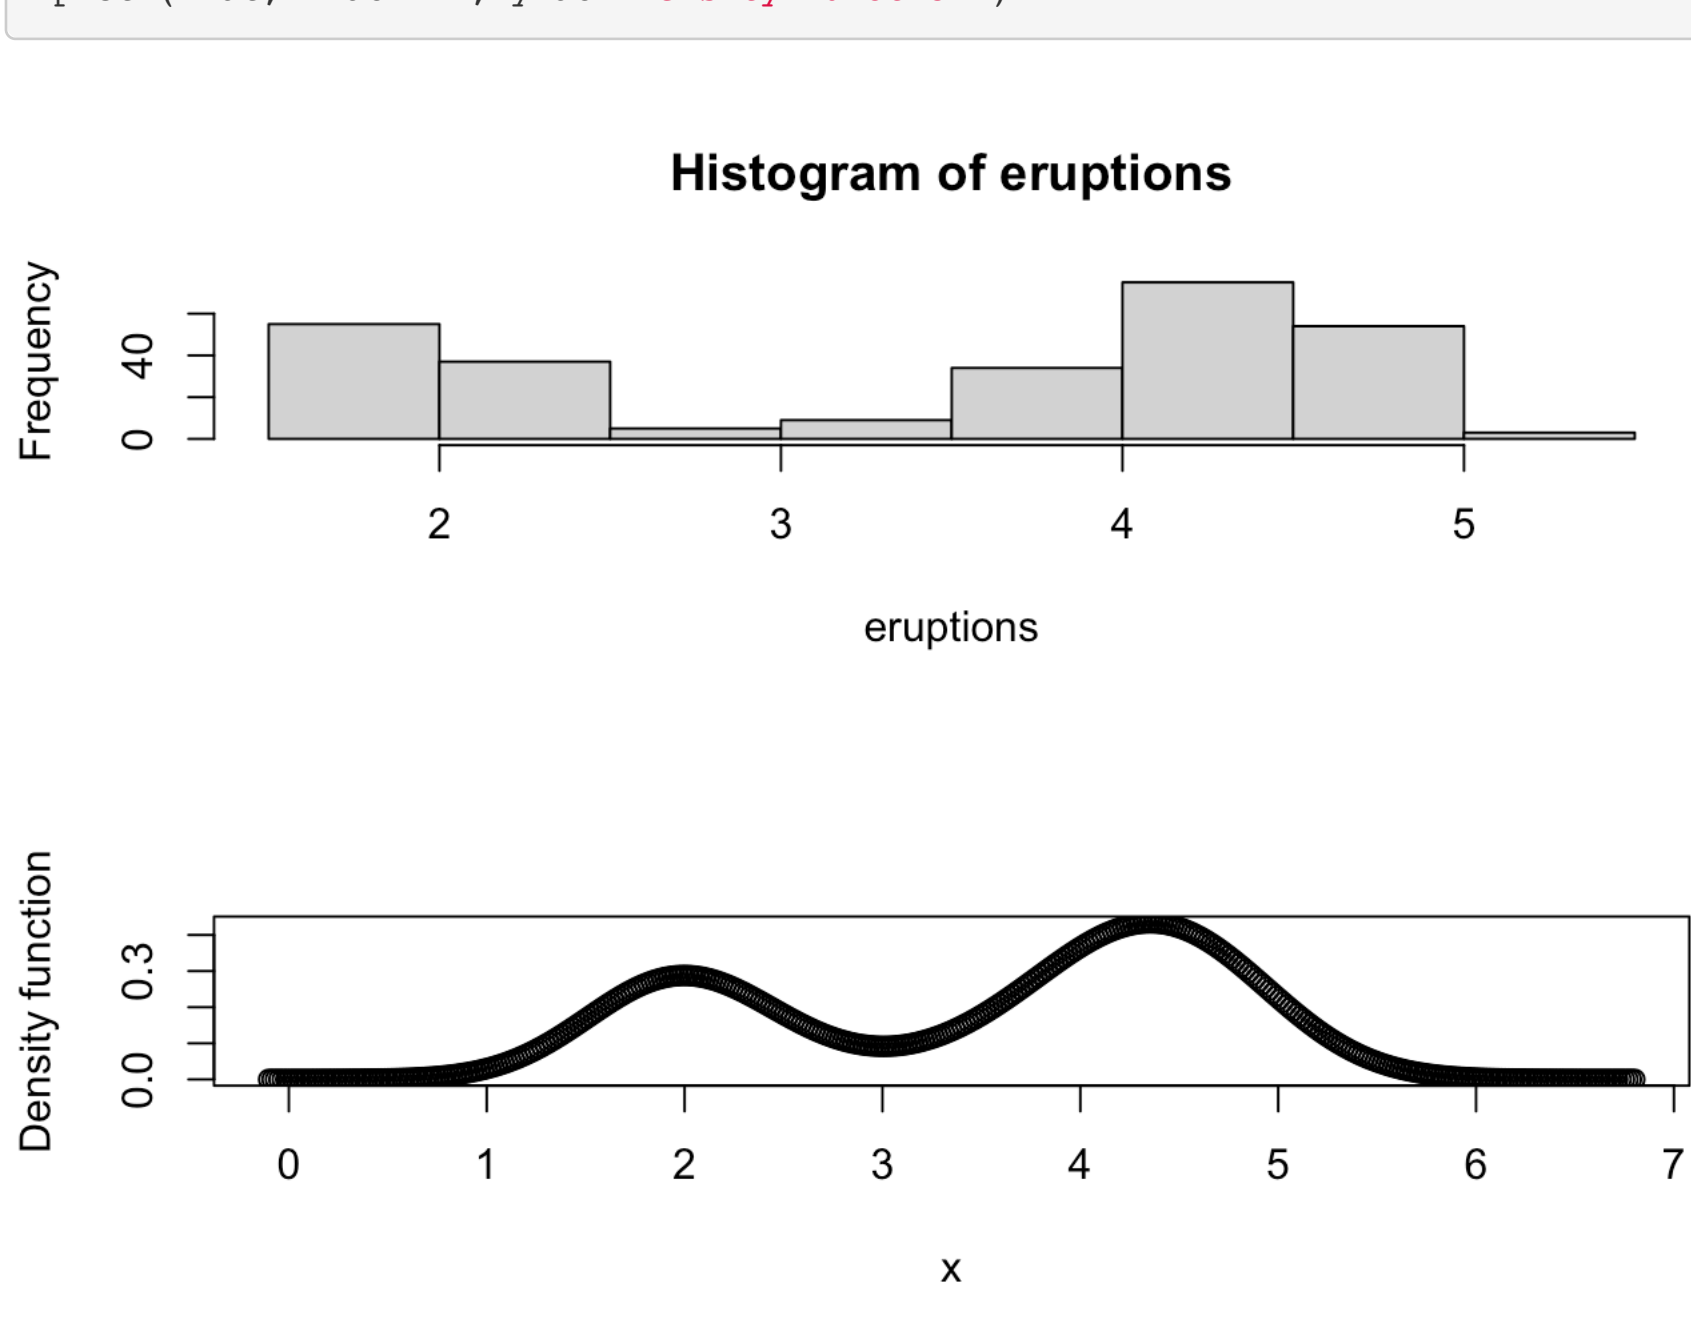 Histogram of eruptions
Frequency
40
0
2 3 4 5
eruptions
Density function
0.3
0.0
0 1 2 3 4 5 6 7
x